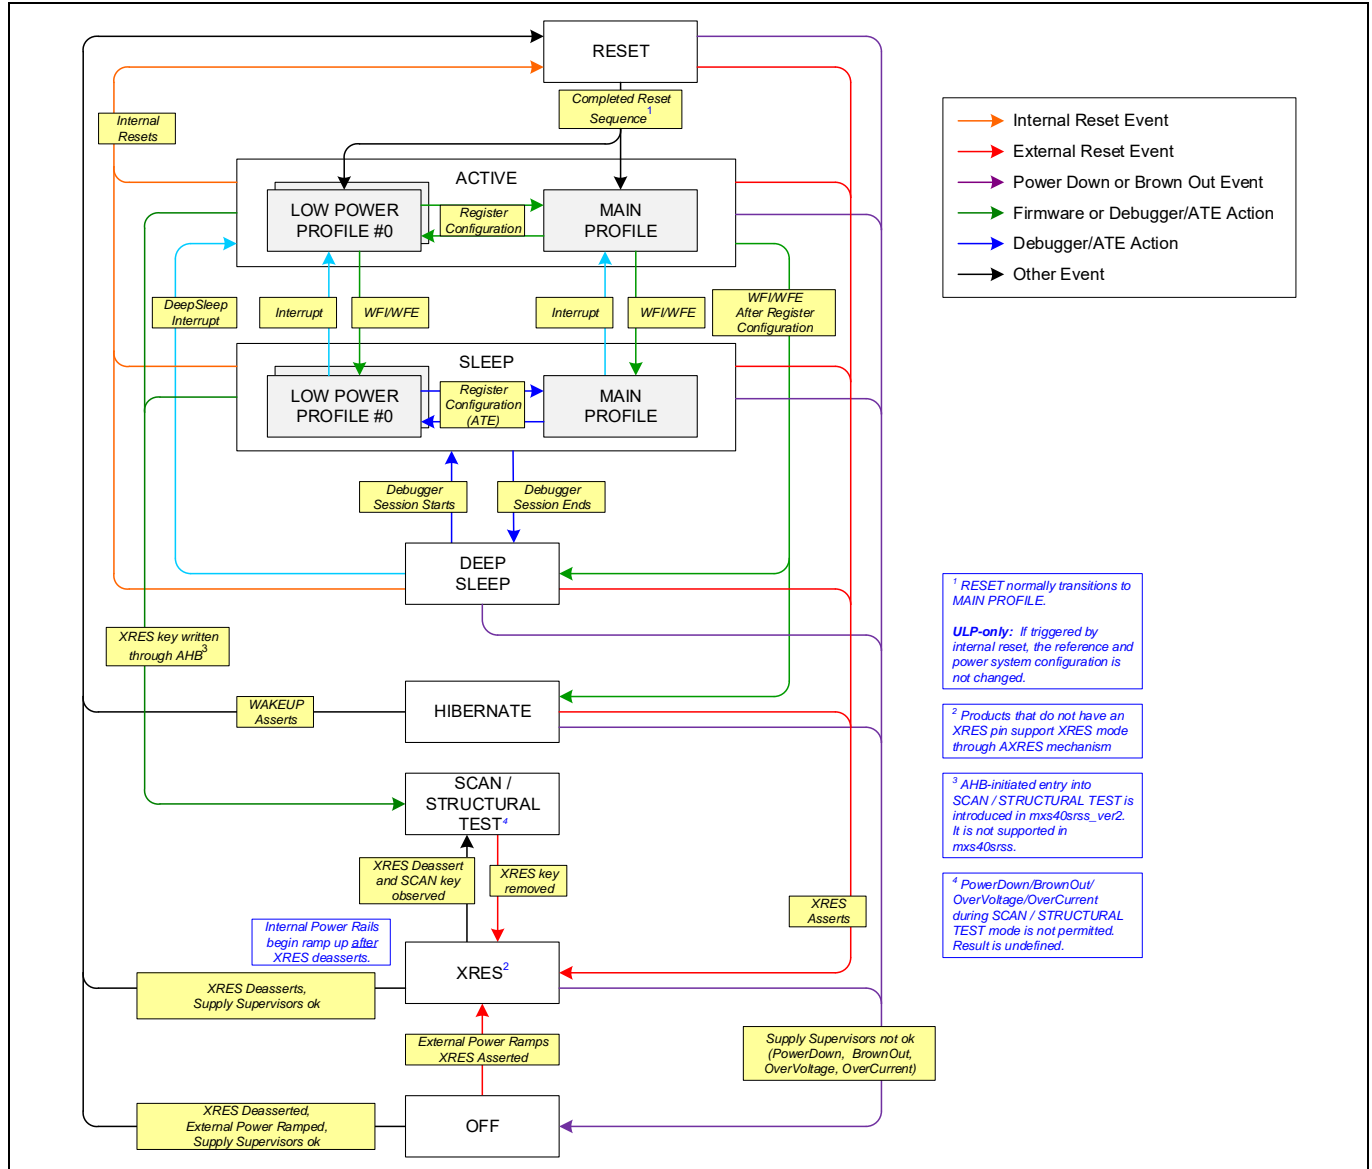 RESET
Completed Reset
Sequence1
Internal
Resets
Internal Reset Event
External Reset Event
Power Down or Brown Out Event
Firmware or Debugger/ATE Action
Debugger/ATE Action
Other Event
ACTIVE
LOW POWER
PROFILE #0
Register
Configuration
MAIN
PROFILE
DeepSleep
Interrupt
Interrupt
WFI/WFE
Interrupt
WFI/WFE
WFI/WFE
After Register
Configuration
SLEEP
LOW POWER
PROFILE #0
Register
Configuration
(ATE)
MAIN
PROFILE
Debugger
Session Starts
Debugger
Session Ends
DEEP
SLEEP
XRES key written
through AHB3
WAKEUP
Asserts
HIBERNATE
SCAN /
STRUCTURAL
TEST4
XRES Deassert
and SCAN key
observed
XRES key
removed
XRES
Asserts
Internal Power Rails
begin ramp up after
XRES deasserts.
XRES2
XRES Deasserts,
Supply Supervisors ok
External Power Ramps
XRES Asserted
Supply Supervisors not ok
(PowerDown, BrownOut,
OverVoltage, OverCurrent)
XRES Deasserted,
External Power Ramped,
Supply Supervisors ok
OFF
1 RESET normally transitions to
MAIN PROFILE.
ULP-only: If triggered by
internal reset, the reference and
power system configuration is
not changed.
2 Products that do not have an
XRES pin support XRES mode
through AXRES mechanism
3 AHB-initiated entry into
SCAN / STRUCTURAL TEST is
introduced in mxs40srss_ver2.
It is not supported in
mxs40srss.
4 PowerDown/BrownOut/
OverVoltage/OverCurrent
during SCAN / STRUCTURAL
TEST mode is not permitted.
Result is undefined.